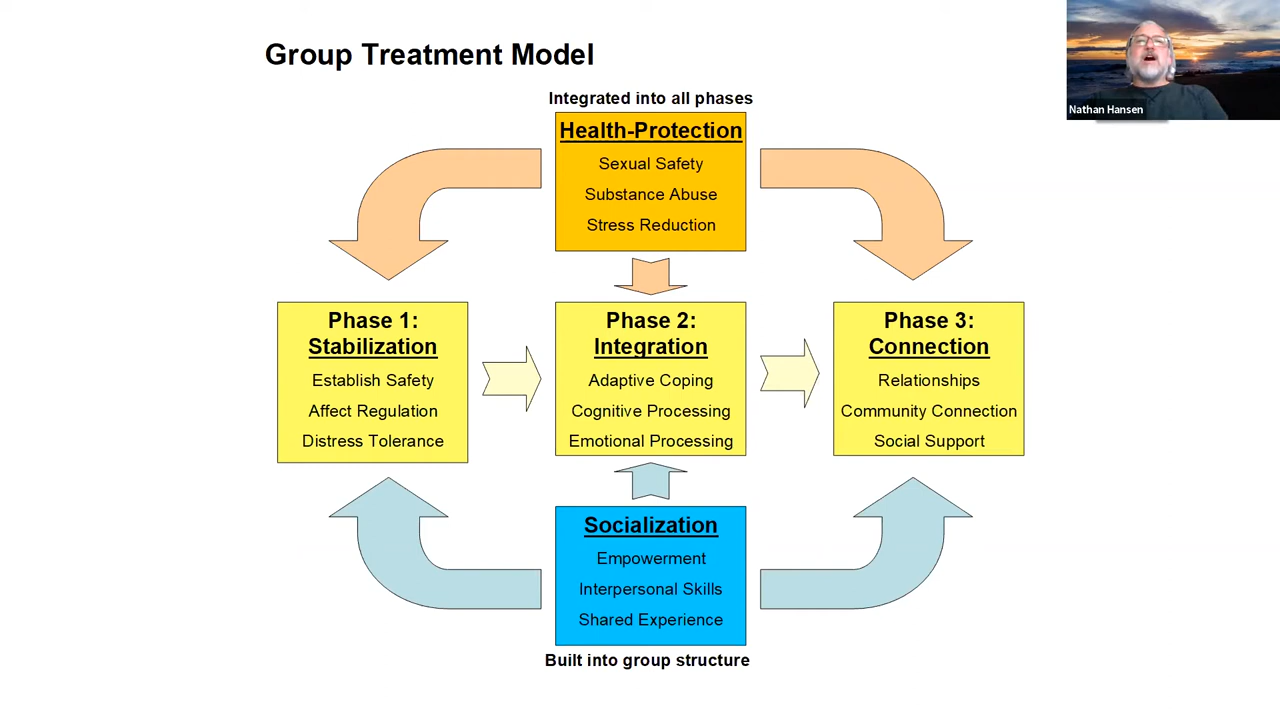 Group Treatment Model
Nathan Hansen
Integrated into all phases
Health-Protection
Sexual Safety
Substance Abuse
Stress Reduction
Phase 1:
Stabilization
Establish Safety
Affect Regulation
Distress Tolerance
Phase 2:
Integration
Adaptive Coping
Cognitive Processing
Emotional Processing
Phase 3:
Connection
Relationships
Community Connection
Social Support
Socialization
Empowerment
Interpersonal Skills
Shared Experience
Built into group structure